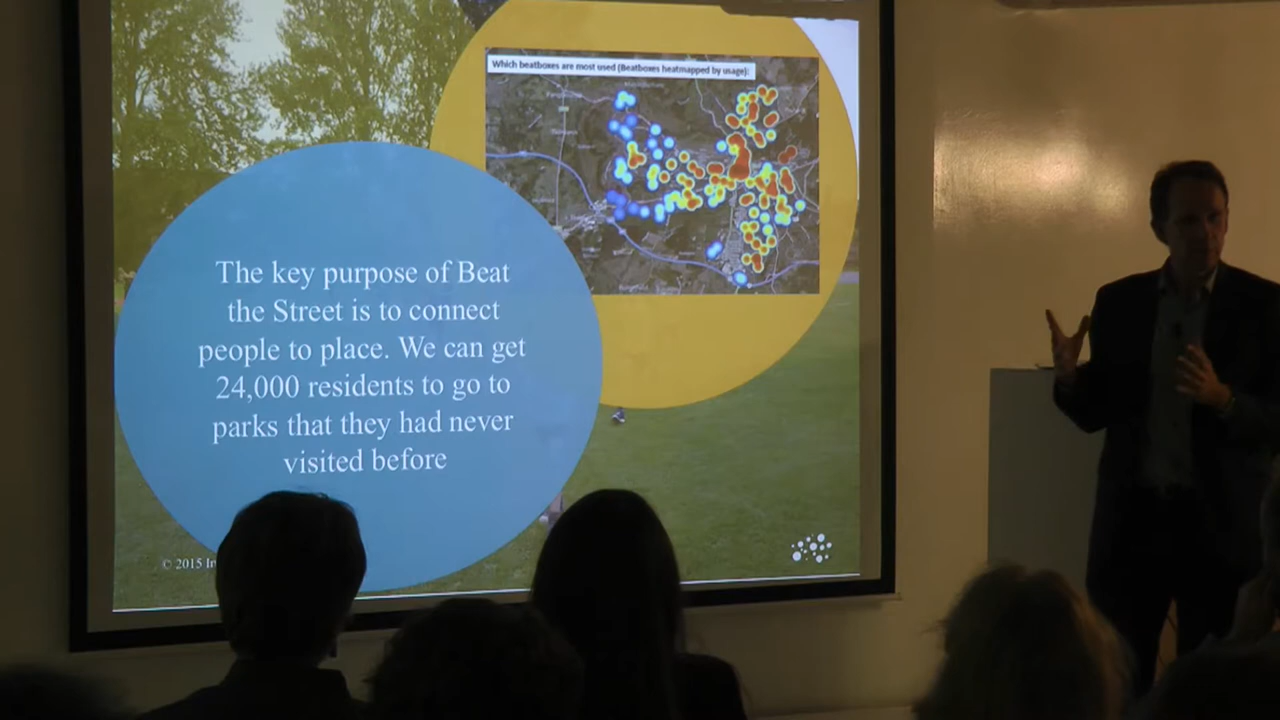 Which beatboxes are most used (Beatboxes heatmapped by usage):
The key purpose of Beat
the Street is to connect
people to place. We can get
24,000 residents to go to
parks that they had never
visited before
© 2015